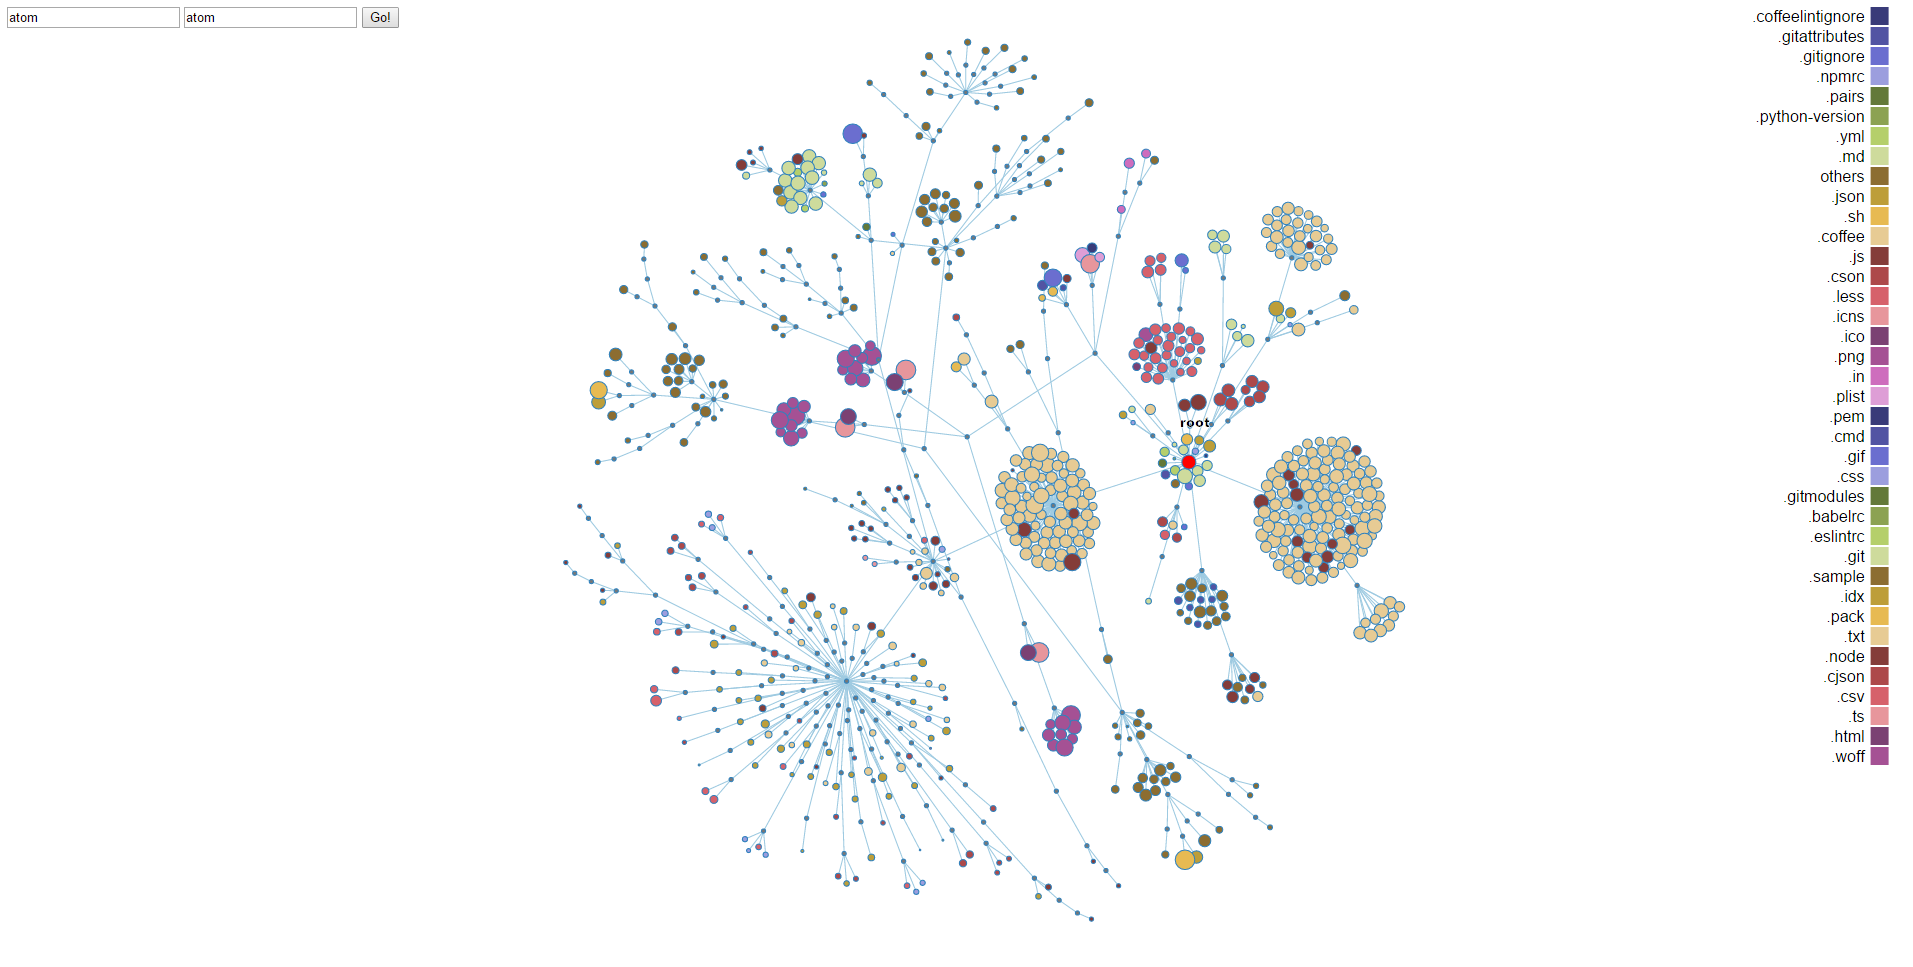 atom atom Go!
.coffeelintignore
.gitattributes
.gitignore
.npmrc
.pairs
.python-version
.yml
.md
others
.json
.sh
.coffee
.js
.cson
.less
.icns
.ico
.png
.in
.plist
.pem
.cmd
.gif
.css
.gitmodules
.babelrc
.eslintrc
.git
.sample
.idx
.pack
.txt
.node
.cjson
.csv
.ts
.html
.woff
root